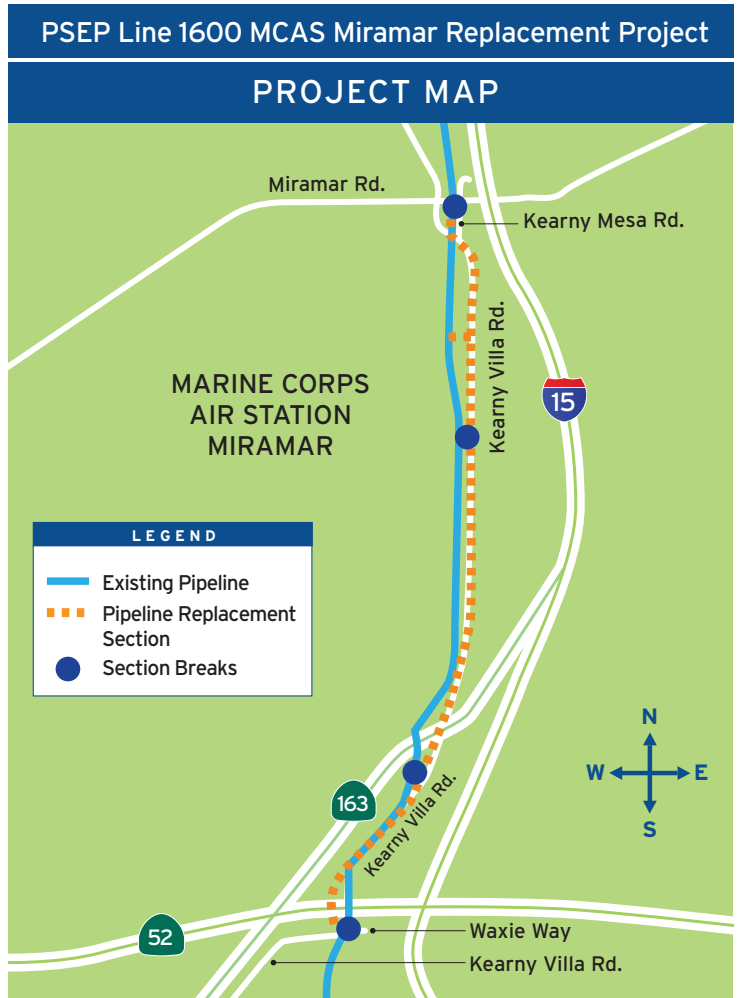 PSEP Line 1600 MCAS Miramar Replacement Project
PROJECT MAP
Miramar Rd.
Kearny Mesa Rd.
Kearny Villa Rd.
15
MARINE CORPS
AIR STATION
MIRAMAR
LEGEND
Existing Pipeline
Pipeline Replacement
Section
Section Breaks
N
W E
S
163
Kearny Villa Rd.
52
Waxie Way
Kearny Villa Rd.